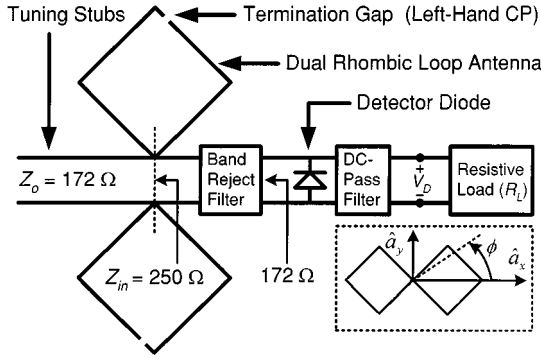 Tuning Stubs
Termination Gap (Left-Hand CP)
Dual Rhombic Loop Antenna
Detector Diode
Band Reject Filter
DC-Pass Filter
+
V_D
−
Resistive Load (R_L)
Z_o = 172 Ω
Z_in = 250 Ω
172 Ω
â_y
ϕ
â_x